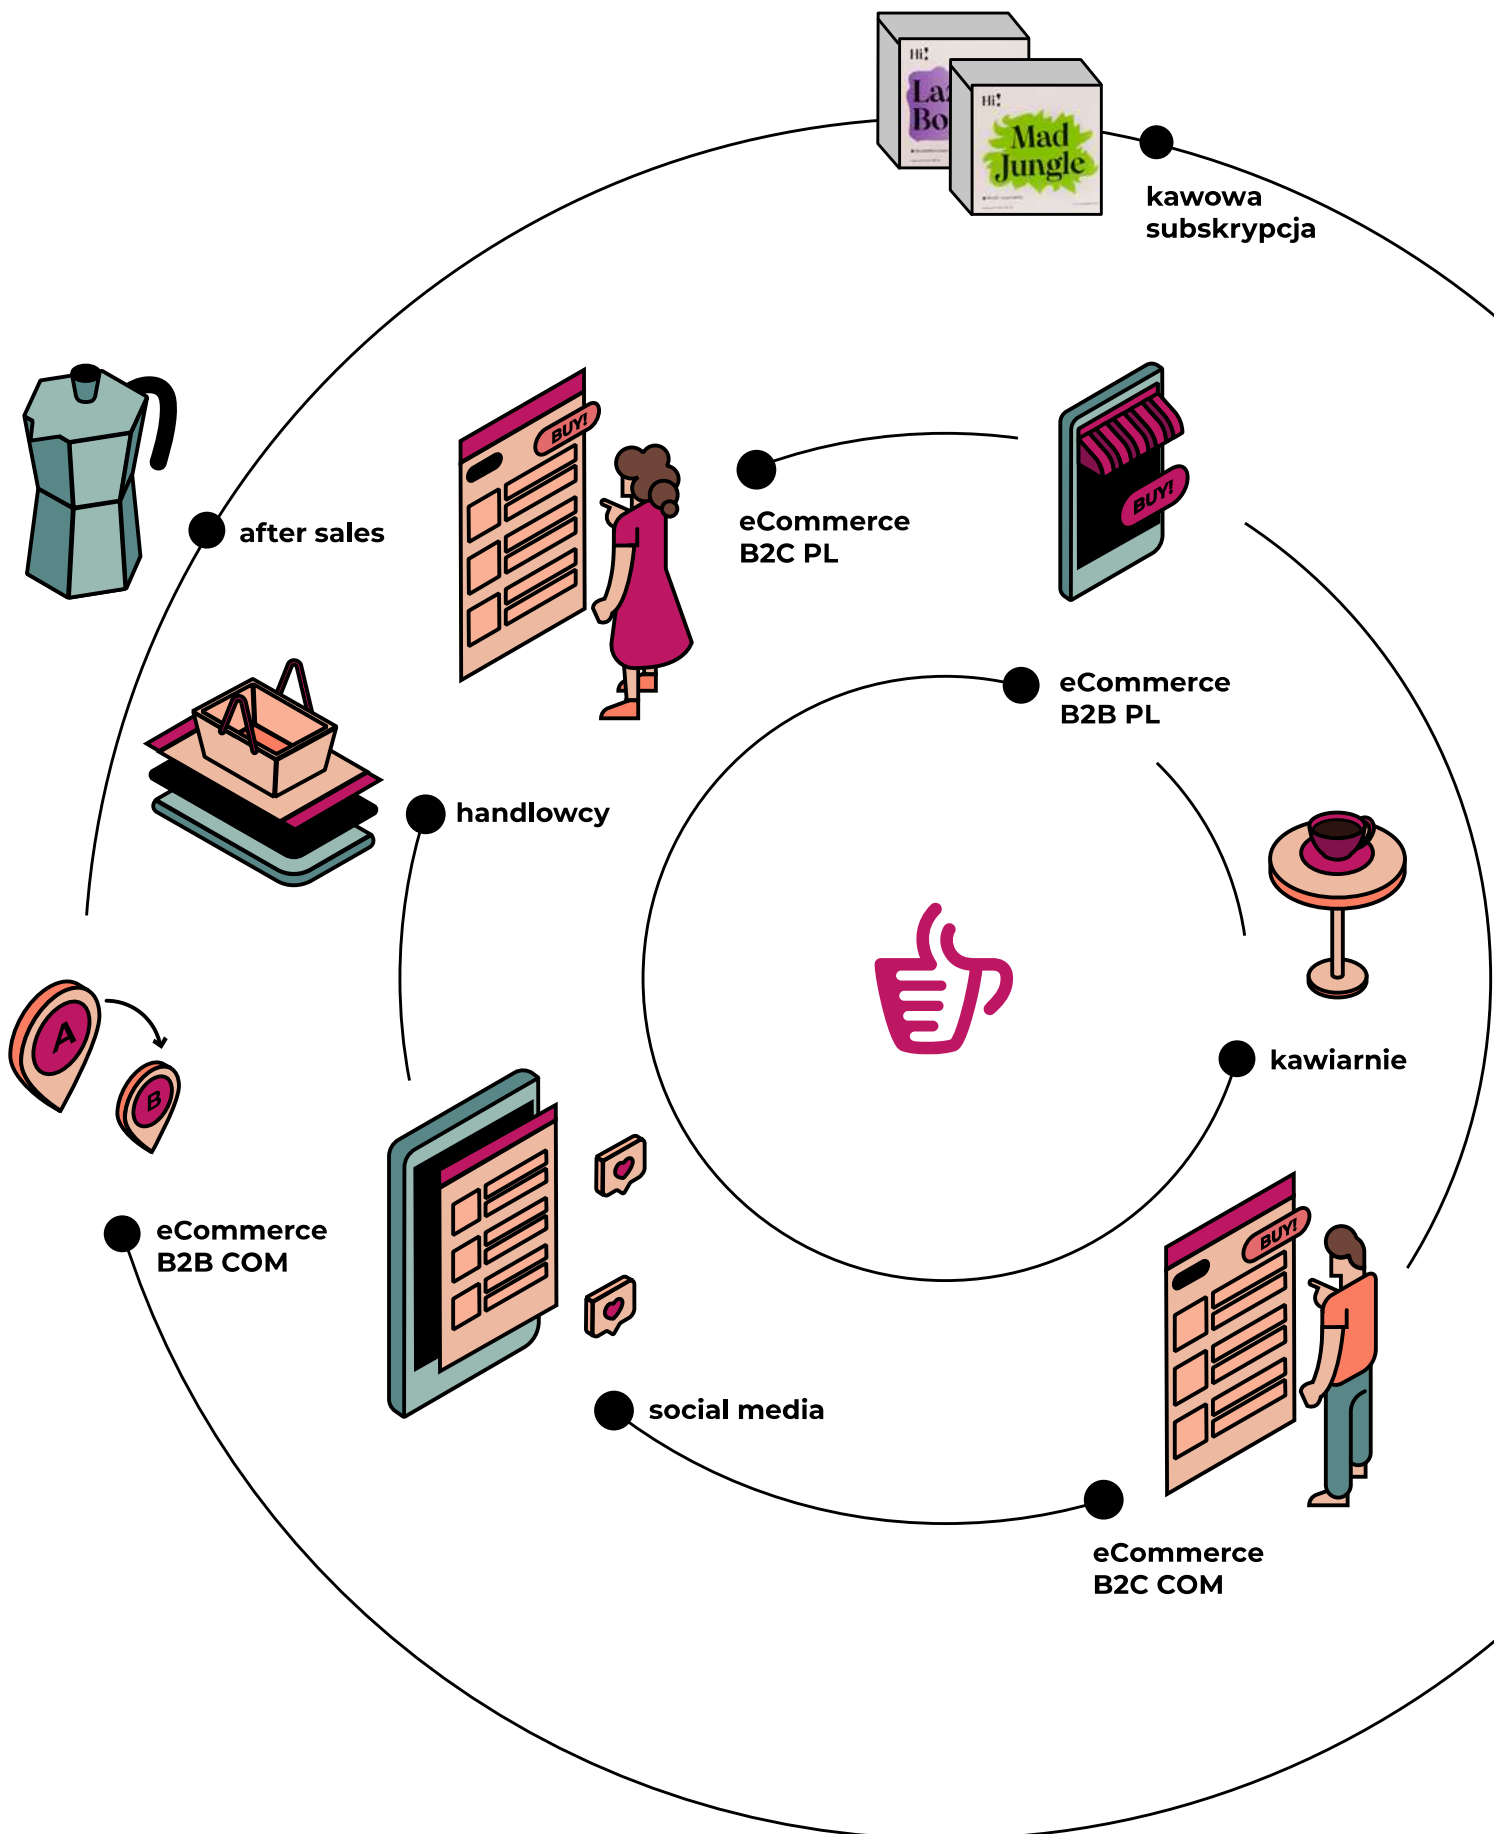 Hi!
Hi!
Mad
Jungle
kawowa
subskrypcja
BUY!
after sales
eCommerce
B2C PL
BUY!
eCommerce
B2B PL
handlowcy
A
B
kawiarnie
eCommerce
B2B COM
BUY!
social media
eCommerce
B2C COM